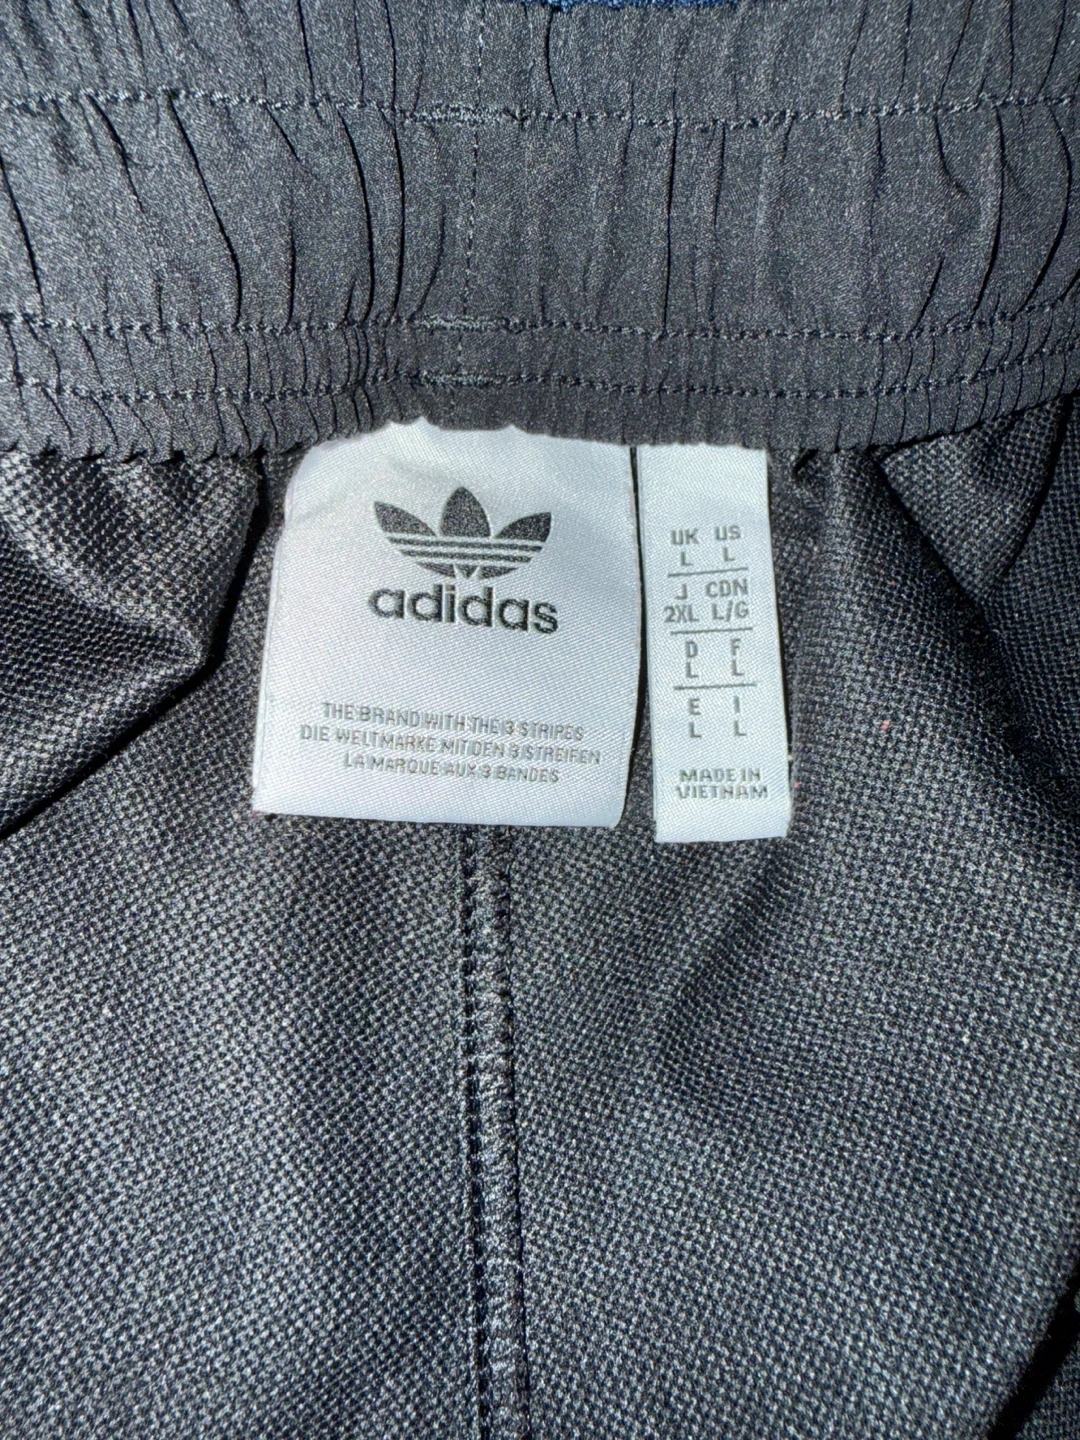 adidas
THE BRAND WITH THE 3 STRIPES
DIE WELTMARKE MIT DEN 3 STREIFEN
LA MARQUE AUX 3 BANDES
UK US
L L
J CDN
2XL L/G
D F
L L
E I
L L
MADE IN
VIETNAM